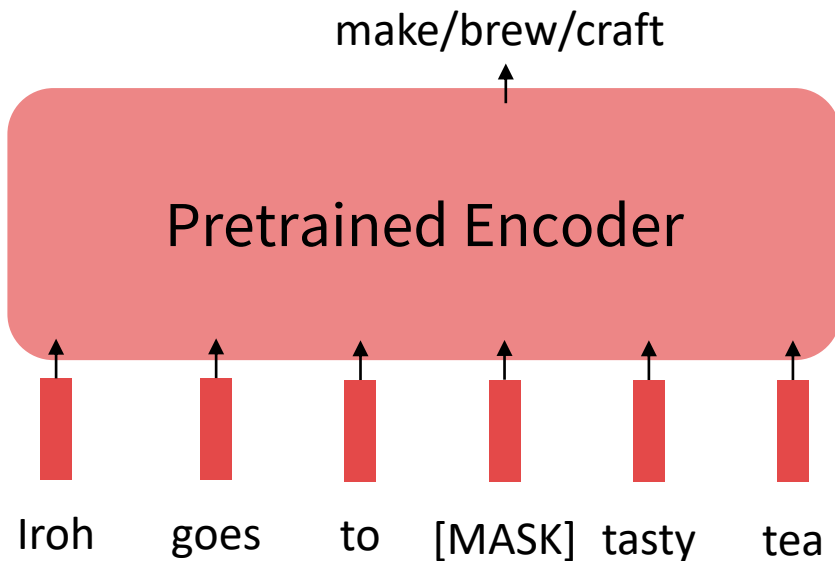 make/brew/craft
Pretrained Encoder
Iroh goes to [MASK] tasty tea